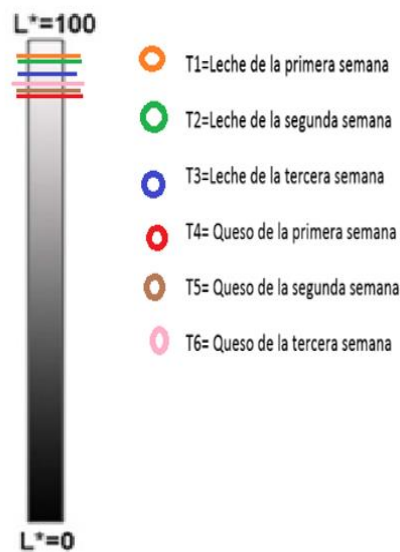 L*=100
T1=Leche de la primera semana
T2=Leche de la segunda semana
T3=Leche de la tercera semana
T4= Queso de la primera semana
T5= Queso de la segunda semana
T6= Queso de la tercera semana
L*=0